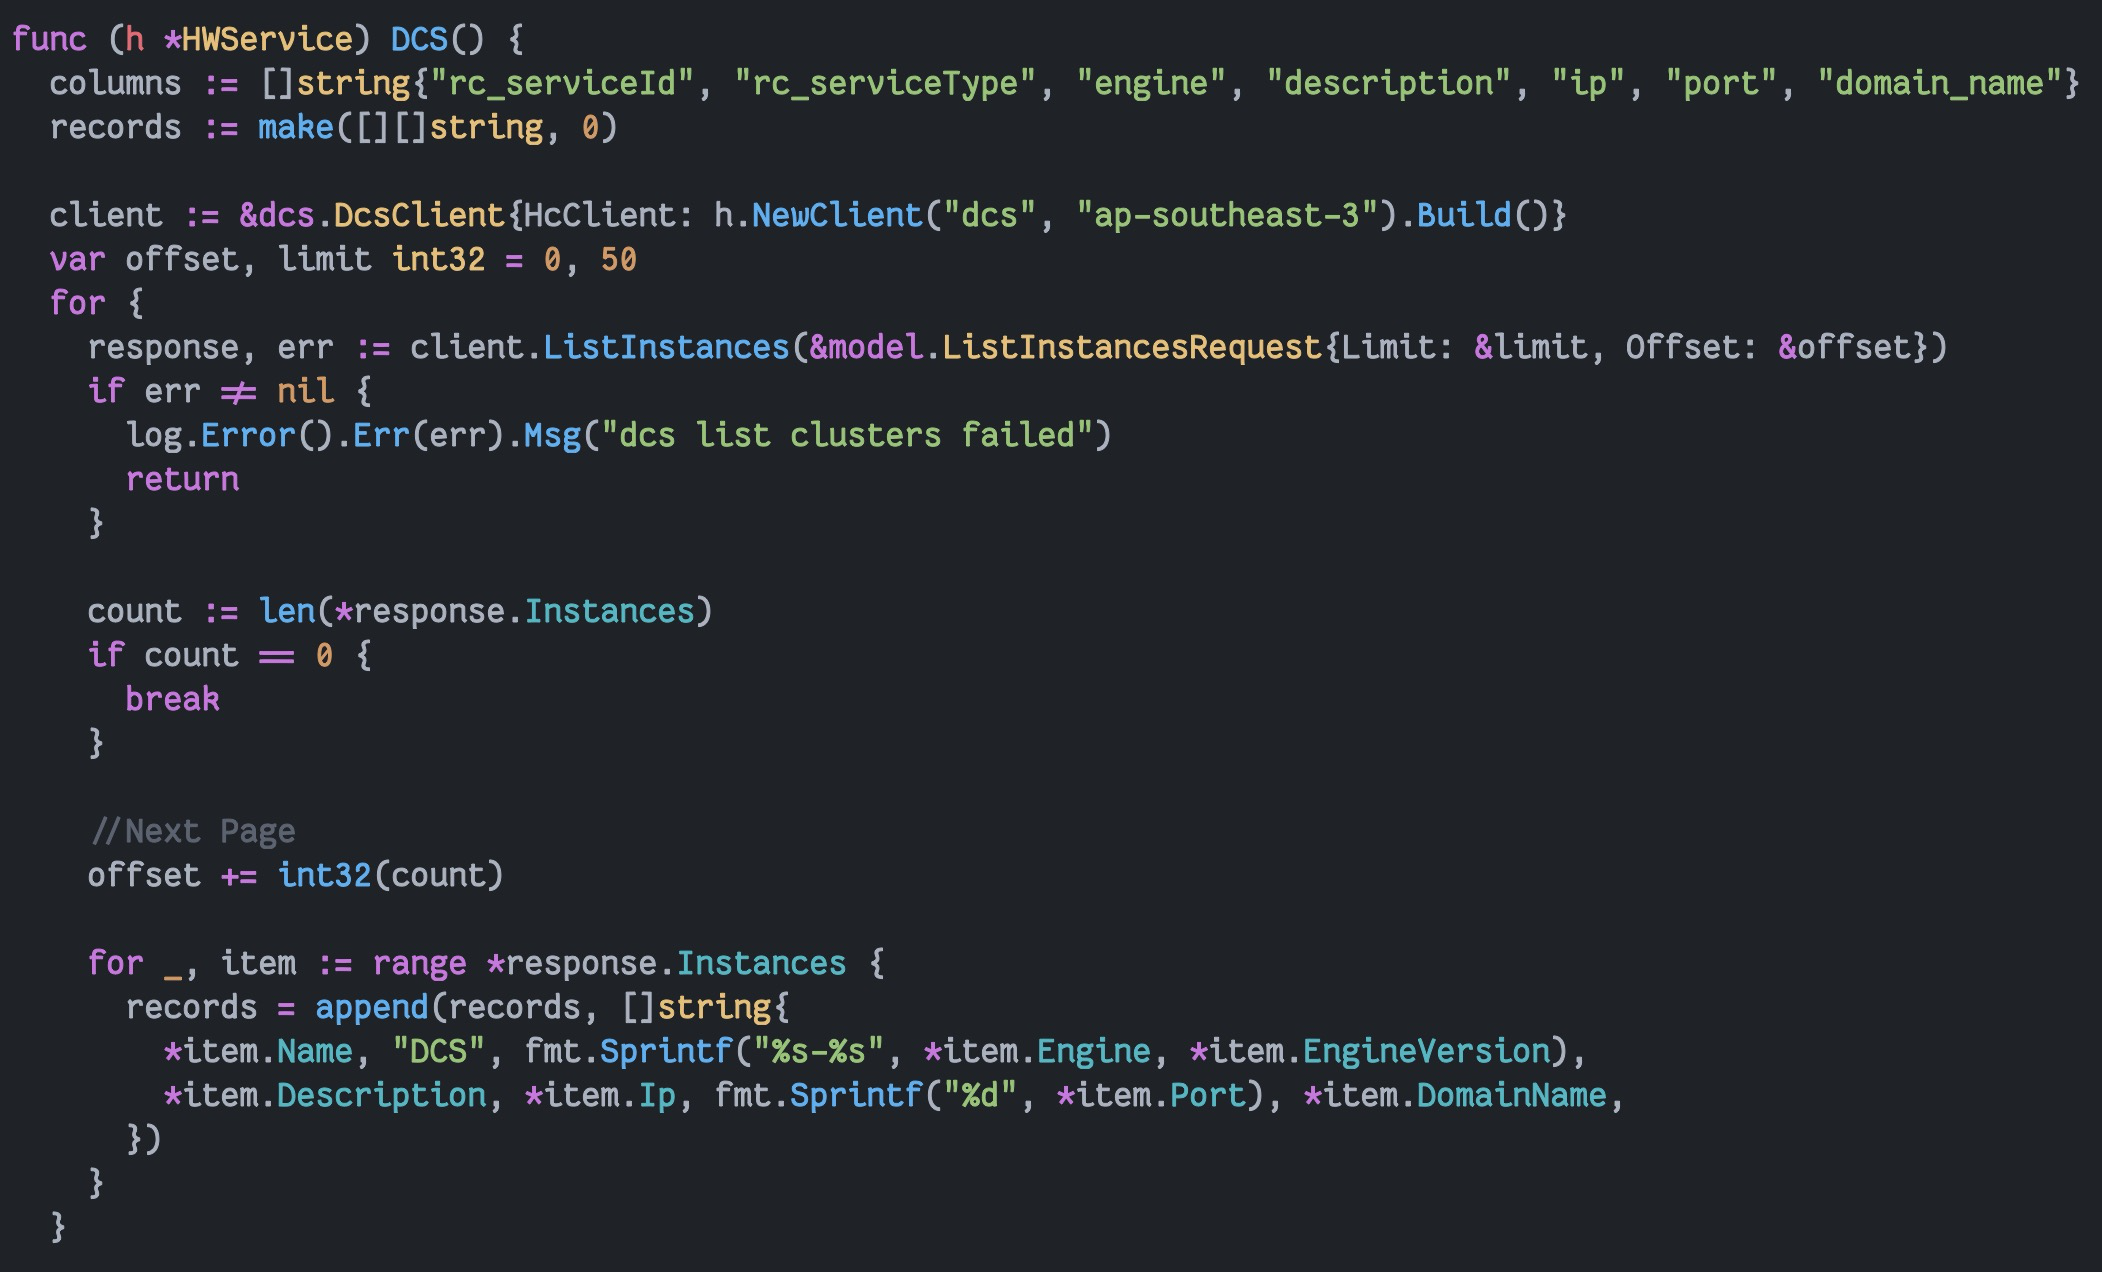 func (h *HWService) DCS() {
  columns := []string{"rc_serviceId", "rc_serviceType", "engine", "description", "ip", "port", "domain_name"}
  records := make([][]string, 0)

  client := &dcs.DcsClient{HcClient: h.NewClient("dcs", "ap-southeast-3").Build()}
  var offset, limit int32 = 0, 50
  for {
    response, err := client.ListInstances(&model.ListInstancesRequest{Limit: &limit, Offset: &offset})
    if err != nil {
      log.Error().Err(err).Msg("dcs list clusters failed")
      return
    }

    count := len(*response.Instances)
    if count == 0 {
      break
    }

    //Next Page
    offset += int32(count)

    for _, item := range *response.Instances {
      records = append(records, []string{
        *item.Name, "DCS", fmt.Sprintf("%s-%s", *item.Engine, *item.EngineVersion),
        *item.Description, *item.Ip, fmt.Sprintf("%d", *item.Port), *item.DomainName,
      })
    }
  }